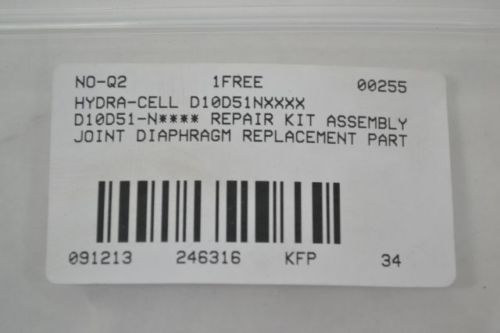 NO-Q2 1FREE 00255
HYDRA-CELL D10D51NXXXX
D10D51-N**** REPAIR KIT ASSEMBLY
JOINT DIAPHRAGM REPLACEMENT PART
091213 246316 KFP 34